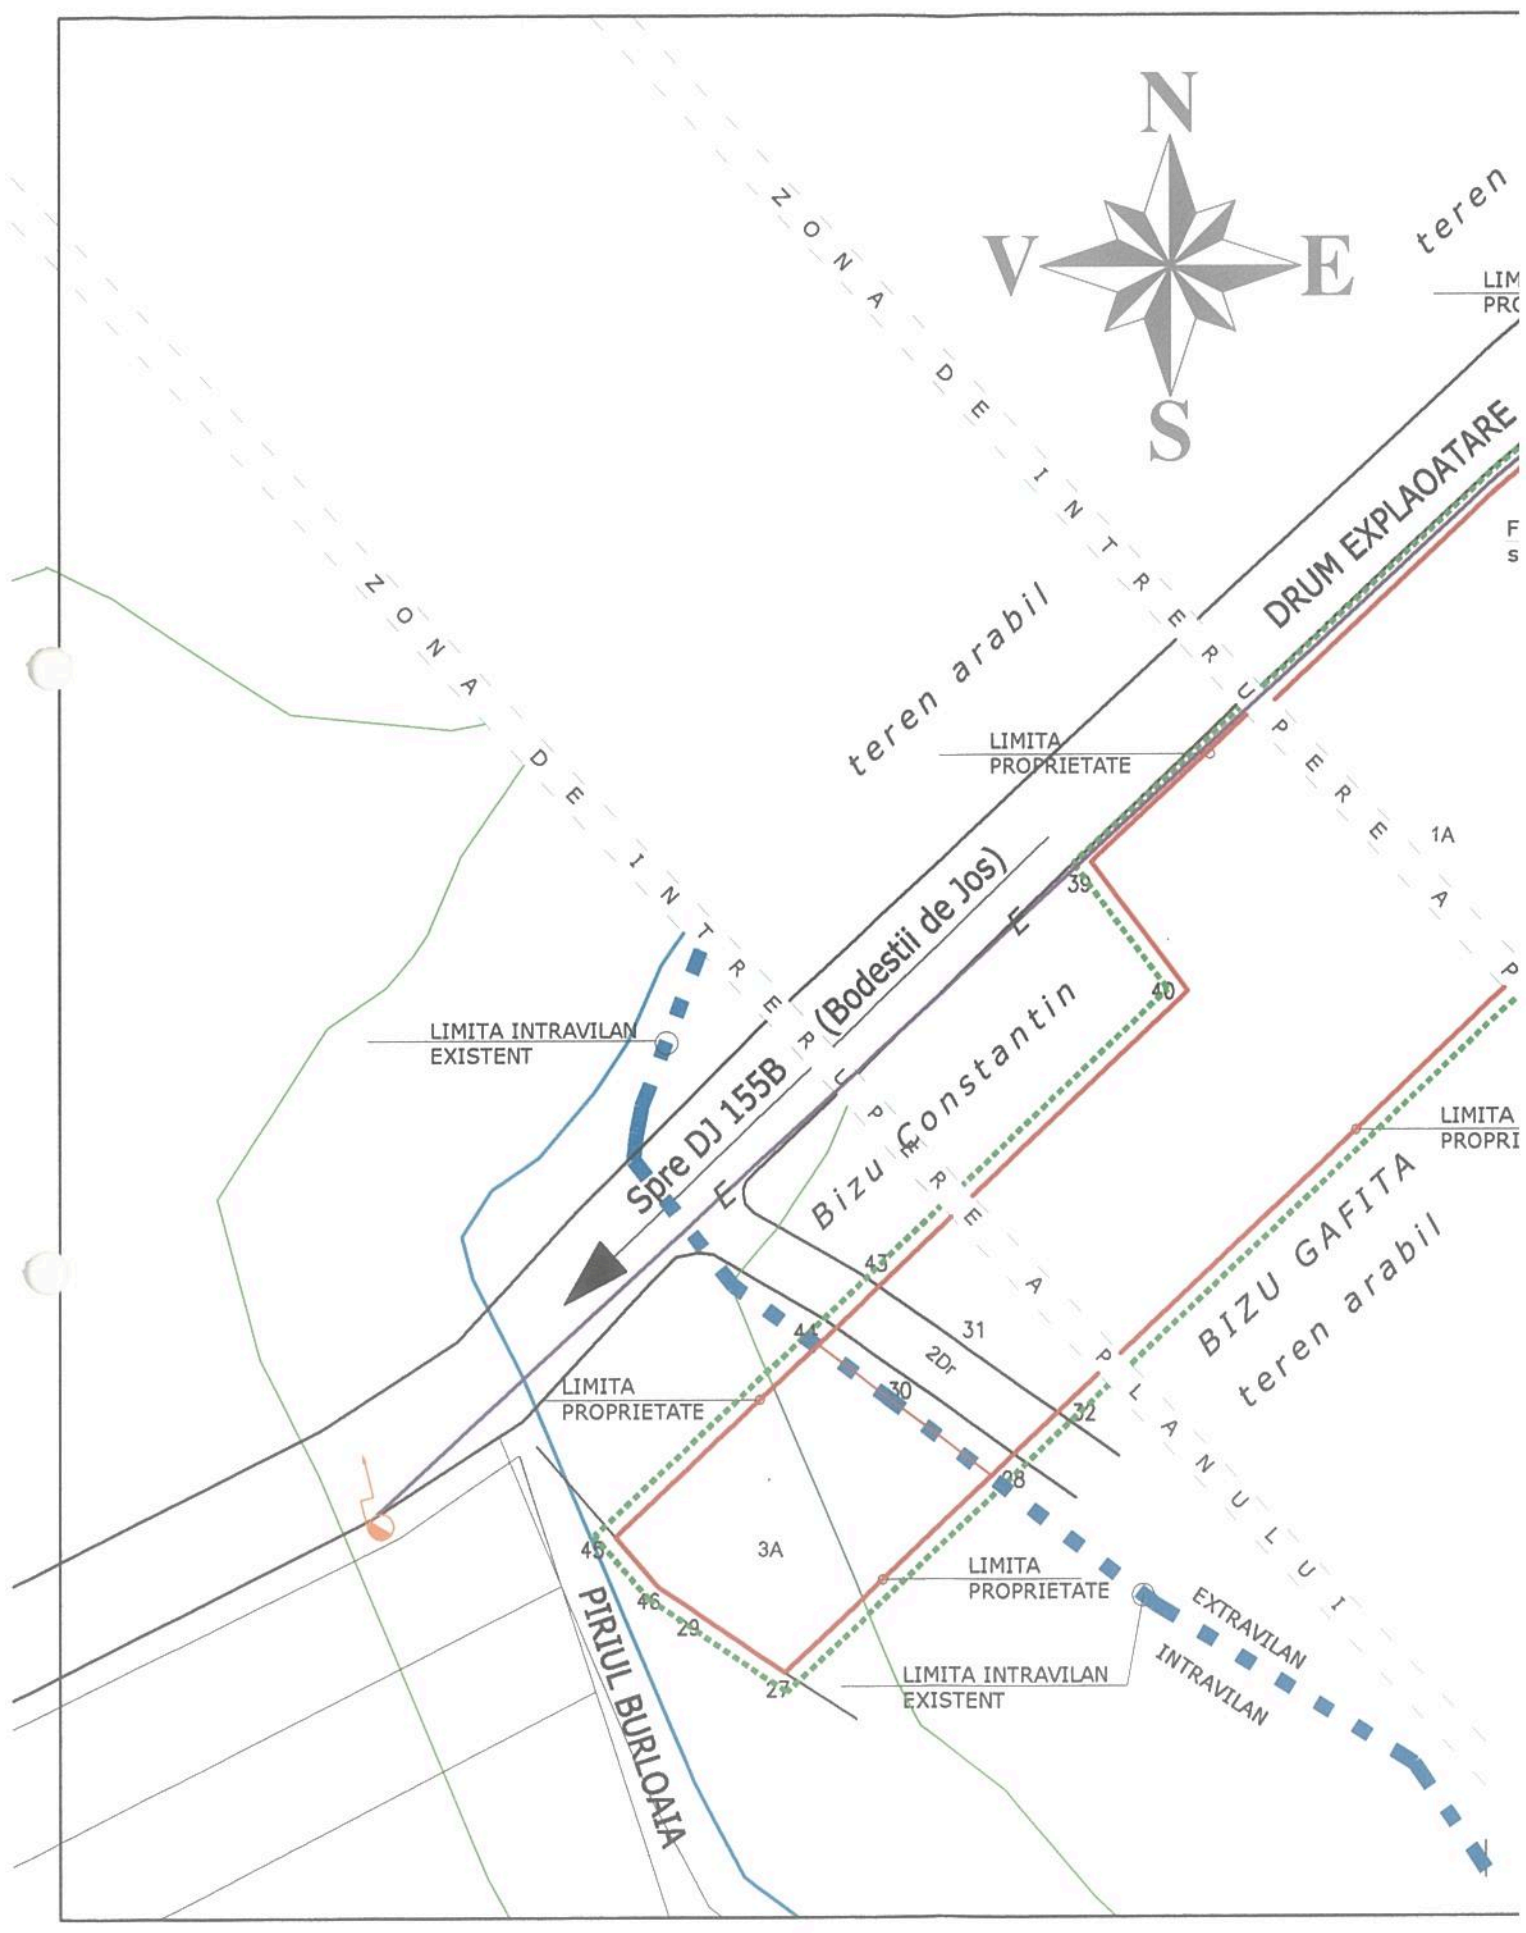 N
V
E
S
teren
LIM
PRO
ZONA DE INTRERUPERE A P
DRUM EXPLAOATARE
F
s
ZONA DE INTRERUPERE A PLANULUI
teren arabil
LIMITA
PROPRIETATE
1A
39
E
(Bodestii de Jos)
40
LIMITA INTRAVILAN
EXISTENT
Spre DJ 155B
Bizu Constantin
LIMITA
PROPRI
E
BIZU GAFITA
teren arabil
43
44
31
2Dr
30
32
LIMITA
PROPRIETATE
28
45
3A
LIMITA
PROPRIETATE
46
29
27
PIRIUL BURLOAIA
EXTRAVILAN
INTRAVILAN
LIMITA INTRAVILAN
EXISTENT